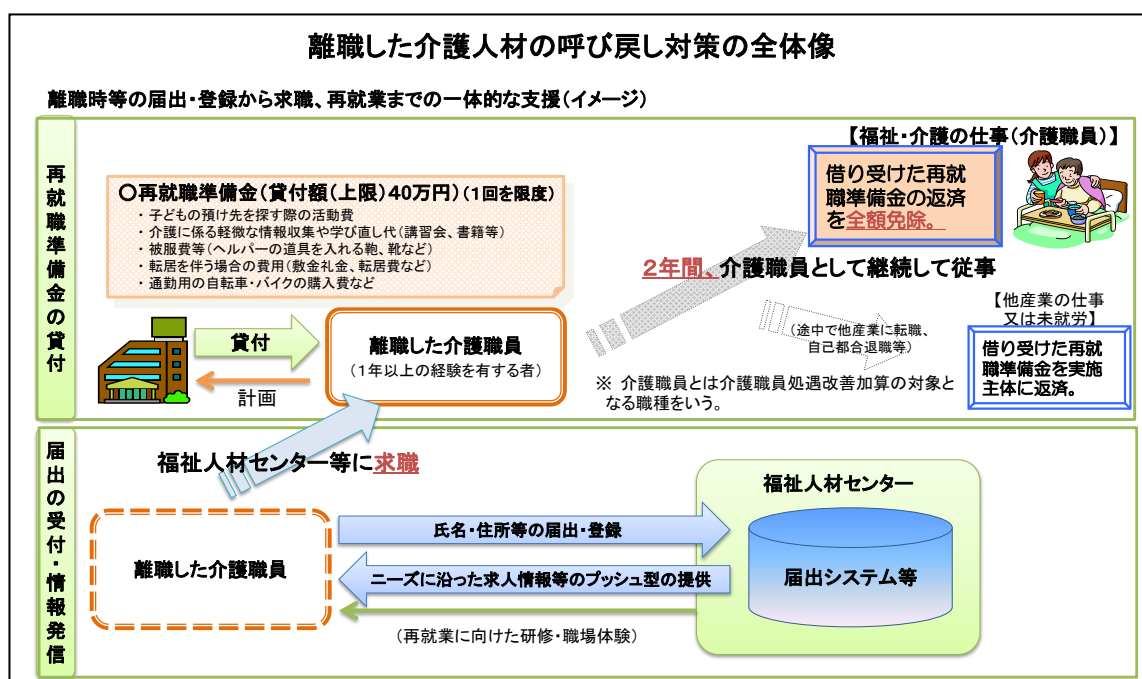 離職した介護人材の呼び戻し対策の全体像
離職時等の届出・登録から求職、再就業までの一体的な支援(イメージ)
再就職準備金の貸付
○再就職準備金(貸付額(上限)40万円)(1回を限度)
・子どもの預け先を探す際の活動費
・介護に係る軽微な情報収集や学び直し代(講習会、書籍等)
・被服費等(ヘルパーの道具を入れる鞄、靴など)
・転居を伴う場合の費用(敷金礼金、転居費など)
・通勤用の自転車・バイクの購入費など
【福祉・介護の仕事(介護職員)】
借り受けた再就
職準備金の返済
を全額免除。
2年間、介護職員として継続して従事
貸付
計画
離職した介護職員
(1年以上の経験を有する者)
(途中で他産業に転職、
自己都合退職等)
【他産業の仕事
又は未就労】
借り受けた再就
職準備金を実施
主体に返済。
※ 介護職員とは介護職員処遇改善加算の対象と
なる職種をいう。
届出の受付・情報発信
福祉人材センター等に求職
離職した介護職員
氏名・住所等の届出・登録
ニーズに沿った求人情報等のプッシュ型の提供
(再就業に向けた研修・職場体験)
福祉人材センター
届出システム等